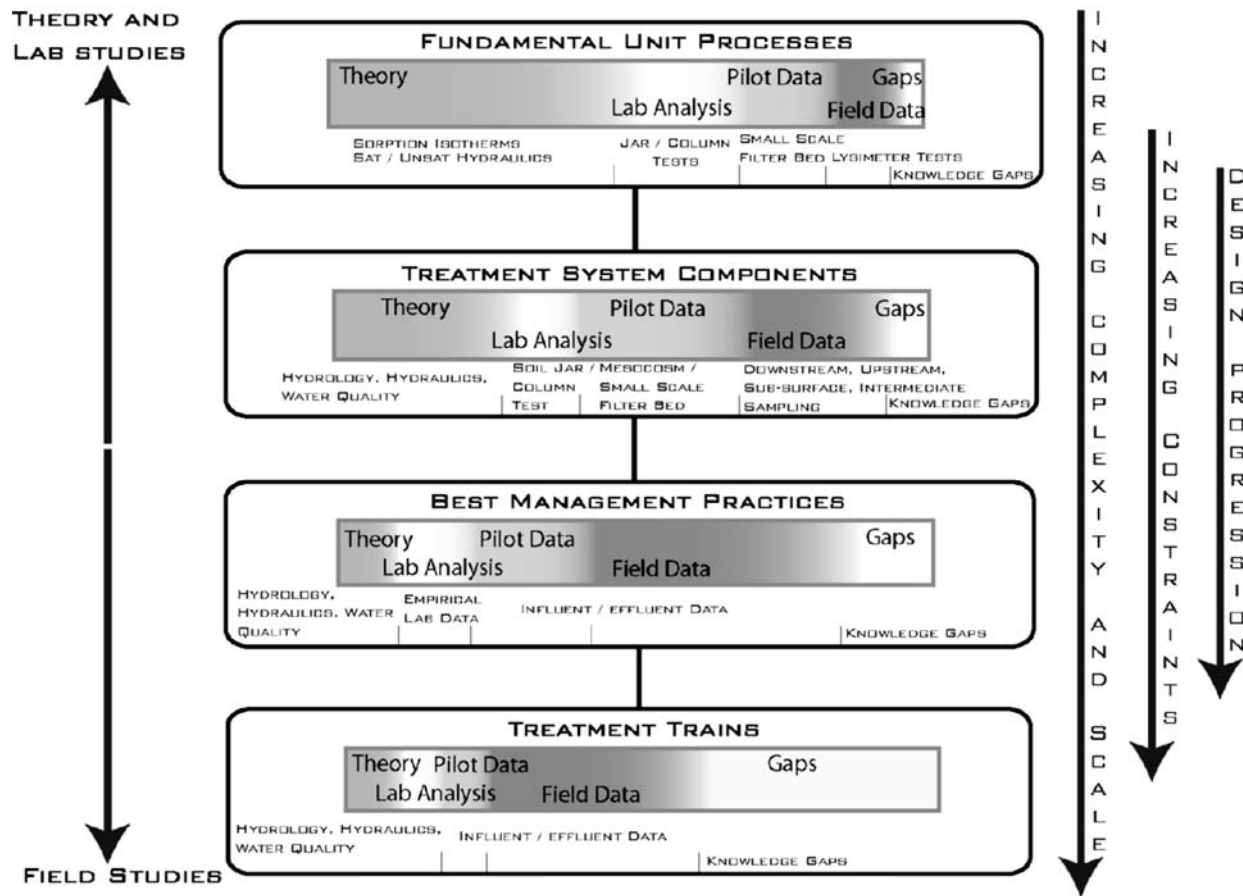 THEORY AND
LAB STUDIES
FUNDAMENTAL UNIT PROCESSES
Theory Pilot Data Gaps
Lab Analysis Field Data
SORPTION ISOTHERMS
SAT / UNSAT HYDRAULICS
JAR / COLUMN
TESTS
SMALL SCALE
FILTER BED LYSIMETER TESTS
KNOWLEDGE GAPS
TREATMENT SYSTEM COMPONENTS
Theory Pilot Data Gaps
Lab Analysis Field Data
HYDROLOGY, HYDRAULICS,
WATER QUALITY
SOIL JAR /
COLUMN
TEST
MESOCOSM /
SMALL SCALE
FILTER BED
DOWNSTREAM, UPSTREAM,
SUB-SURFACE, INTERMEDIATE
SAMPLING
KNOWLEDGE GAPS
BEST MANAGEMENT PRACTICES
Theory Pilot Data Gaps
Lab Analysis Field Data
HYDROLOGY,
HYDRAULICS, WATER
QUALITY
EMPIRICAL
LAB DATA
INFLUENT / EFFLUENT DATA
KNOWLEDGE GAPS
TREATMENT TRAINS
Theory Pilot Data Gaps
Lab Analysis Field Data
HYDROLOGY, HYDRAULICS,
WATER QUALITY
INFLUENT / EFFLUENT DATA
KNOWLEDGE GAPS
FIELD STUDIES
INCREASING COMPLEXITY AND SCALE
INCREASING CONSTRAINTS
DESIGN PROGRESSION